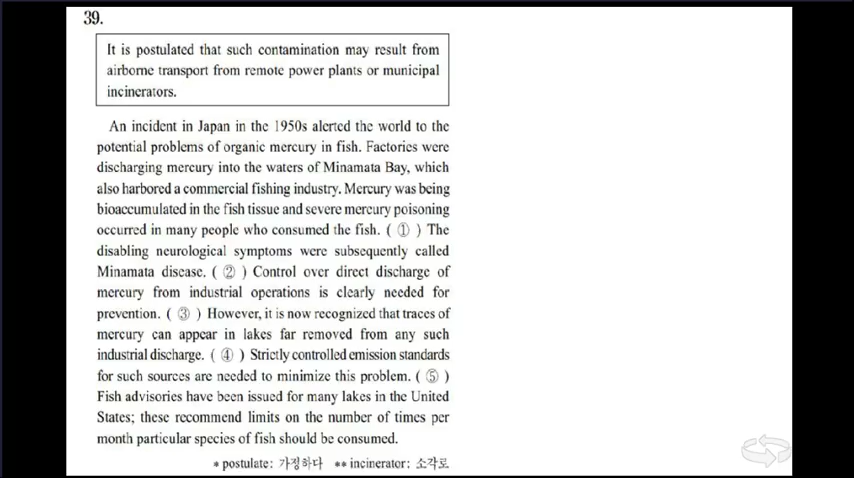 39.
It is postulated that such contamination may result from
airborne transport from remote power plants or municipal
incinerators.
An incident in Japan in the 1950s alerted the world to the
potential problems of organic mercury in fish. Factories were
discharging mercury into the waters of Minamata Bay, which
also harbored a commercial fishing industry. Mercury was being
bioaccumulated in the fish tissue and severe mercury poisoning
occurred in many people who consumed the fish. ( ① ) The
disabling neurological symptoms were subsequently called
Minamata disease. ( ② ) Control over direct discharge of
mercury from industrial operations is clearly needed for
prevention. ( ③ ) However, it is now recognized that traces of
mercury can appear in lakes far removed from any such
industrial discharge. ( ④ ) Strictly controlled emission standards
for such sources are needed to minimize this problem. ( ⑤ )
Fish advisories have been issued for many lakes in the United
States; these recommend limits on the number of times per
month particular species of fish should be consumed.
* postulate: 가정하다 ** incinerator: 소각로